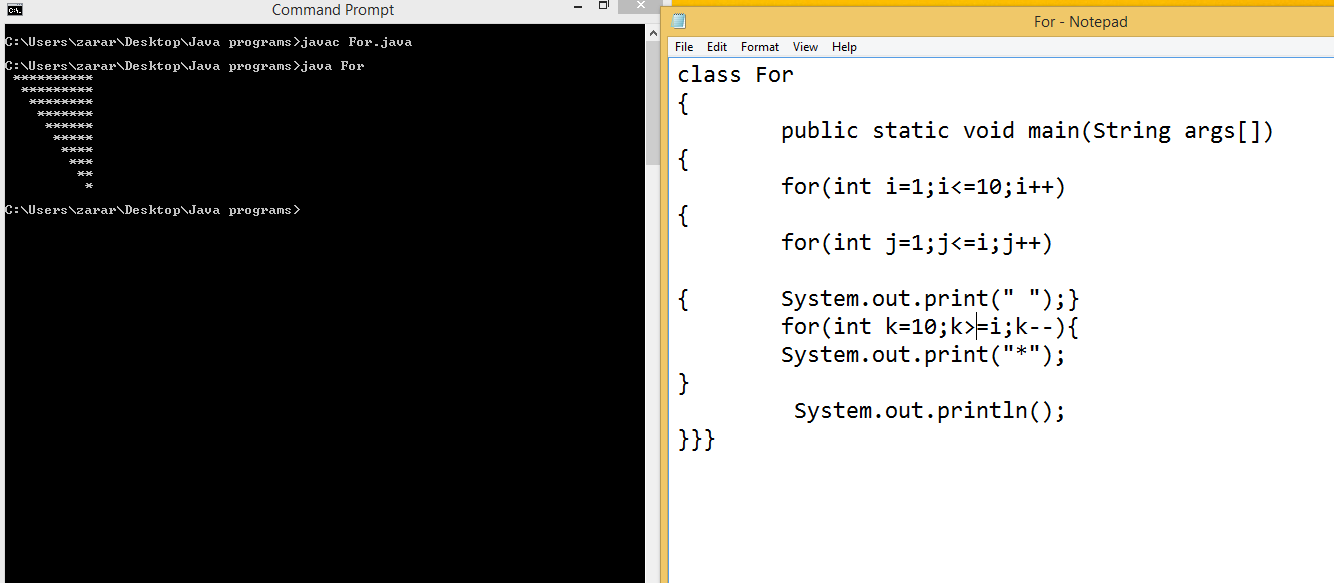 Command Prompt
C:\Users\zarar\Desktop\Java programs>javac For.java
C:\Users\zarar\Desktop\Java programs>java For
 **********
  *********
   ********
    *******
     ******
      *****
       ****
        ***
         **
          *
C:\Users\zarar\Desktop\Java programs>
For - Notepad
File Edit Format View Help
class For
{
        public static void main(String args[])
{
        for(int i=1;i<=10;i++)
{
        for(int j=1;j<=i;j++)

{       System.out.print(" ");}
        for(int k=10;k>=i;k--){
        System.out.print("*");
}
         System.out.println();
}}}